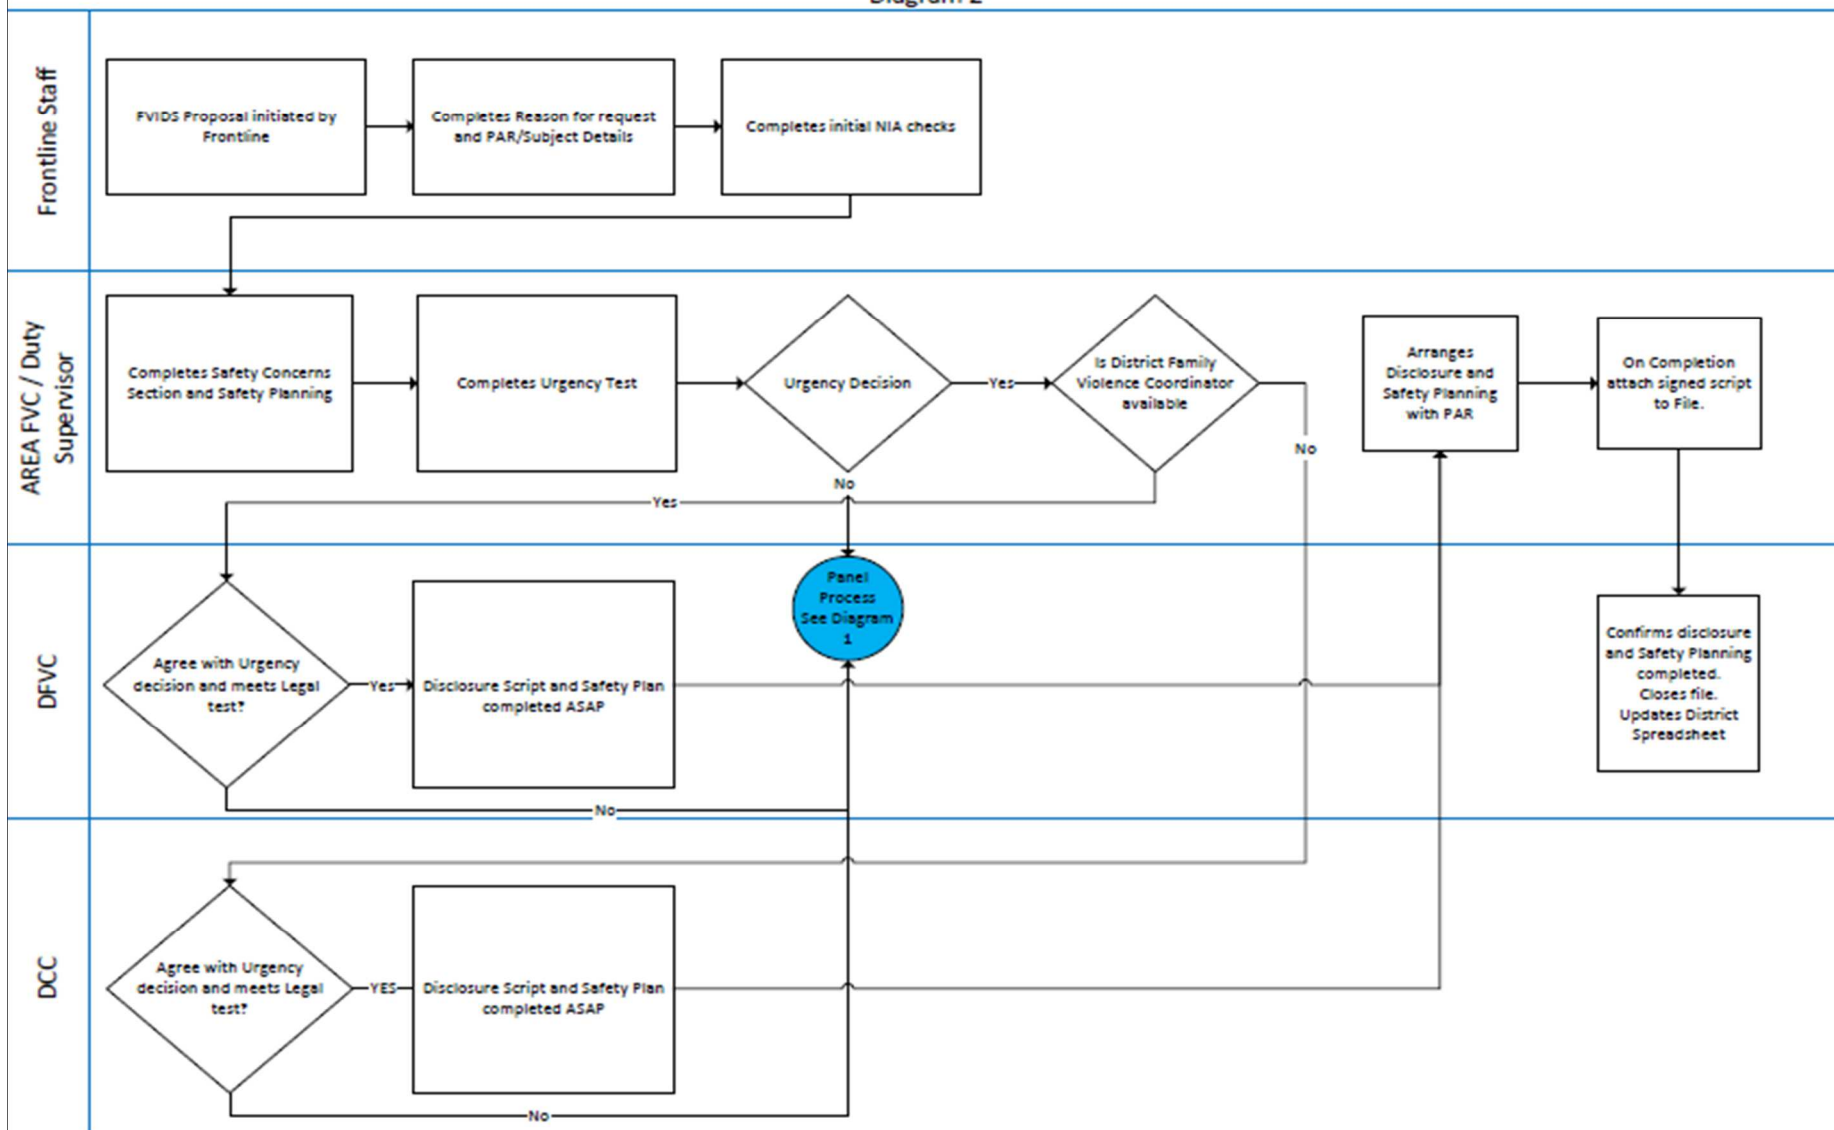 Diagram 2
Frontline Staff
FVIDS Proposal initiated by
Frontline
Completes Reason for request
and PAR/Subject Details
Completes initial NIA checks
AREA FVC / Duty
Supervisor
Completes Safety Concerns
Section and Safety Planning
Completes Urgency Test
Urgency Decision
Yes
Is District Family
Violence Coordinator
available
Arranges
Disclosure and
Safety Planning
with PAR
On Completion
attach signed script
to File.
No
No
Yes
DFVC
Agree with Urgency
decision and meets Legal
test?
Yes
Disclosure Script and Safety Plan
completed ASAP
Panel
Process
See Diagram
1
Confirms disclosure
and Safety Planning
completed.
Closes file.
Updates District
Spreadsheet
No
DCC
Agree with Urgency
decision and meets Legal
test?
YES
Disclosure Script and Safety Plan
completed ASAP
No